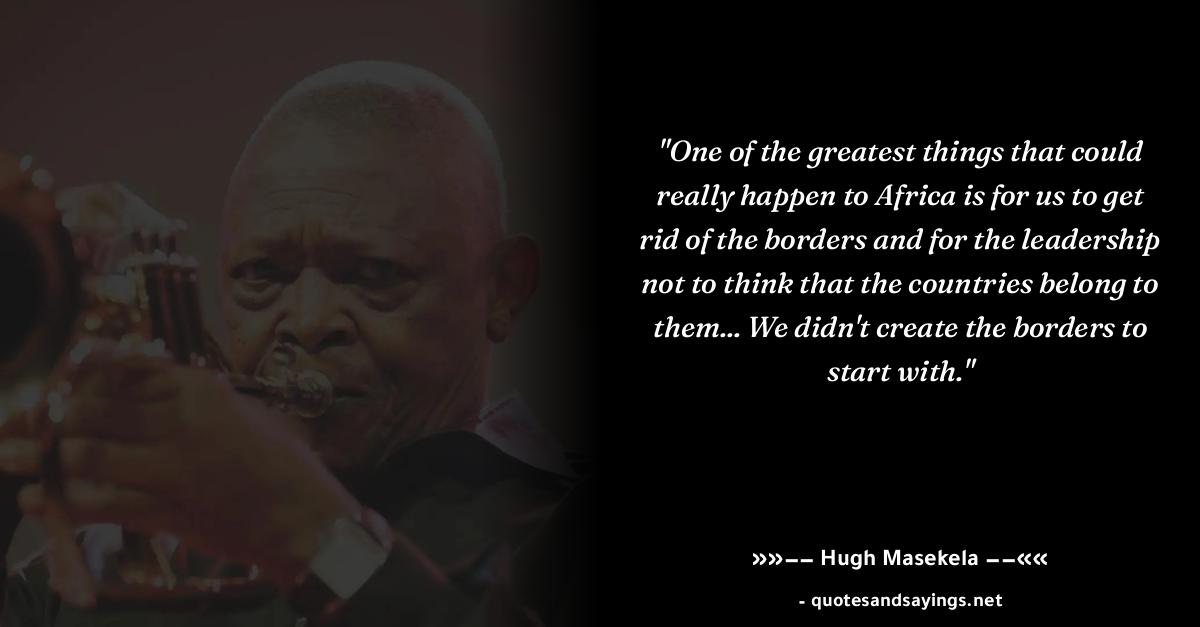 "One of the greatest things that could
really happen to Africa is for us to get
rid of the borders and for the leadership
not to think that the countries belong to
them... We didn't create the borders to
start with."
»»−− Hugh Masekela −−««
- quotesandsayings.net